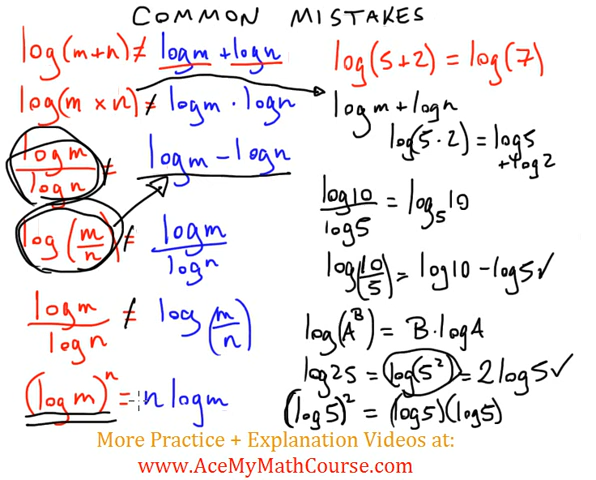 COMMON MISTAKES
log(m+n) ≠ logm + logn
log(m × n) ≠ logm · logn
logm / logn ≠ logm − logn
log(m/n) ≠ logm / logn
logm / logn ≠ log(m/n)
(logm)^n = n logm
log(5+2) = log(7)
logm + logn
log(5·2) = log5
+ log2
log10 / log5 = log₅10
log(10/5) = log10 − log5 ✓
log(A^B) = B·logA
log25 = log(5²) = 2log5 ✓
(log5)² = (log5)(log5)
More Practice + Explanation Videos at:
www.AceMyMathCourse.com